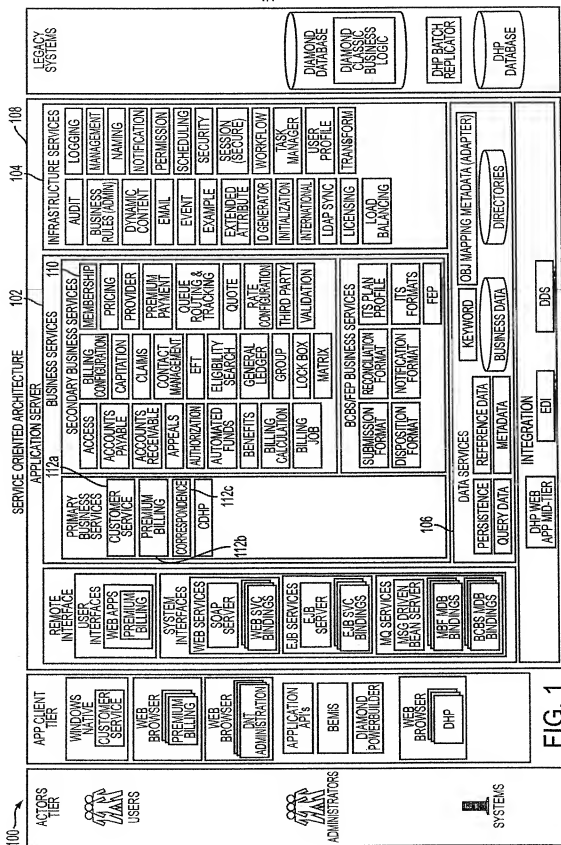 100
ACTORS TIER
USERS
ADMINISTRATORS
SYSTEMS
APP CLIENT
TIER
WINDOWS
NATIVE
CUSTOMER
SERVICE
WEB
BROWSER
PREMIUM
BILLING
WEB
BROWSER
DNT
ADMINISTRATION
APPLICATION
API's
BEMIS
DIAMOND
POWERBUILDER
WEB
BROWSER
DHP
SERVICE ORIENTED ARCHITECTURE
102
APPLICATION SERVER
REMOTE
INTERFACE
USER
INTERFACES
WEB APPS
PREMIUM
BILLING
SYSTEM
INTERFACES
WEB SERVICES
SOAP
SERVER
WEB SVC
BINDINGS
EJB SERVICES
EJB
SERVER
EJB SVC
BINDINGS
MQ SERVICES
MSG DRIVEN
BEAN SERVER
MBF MDB
BINDINGS
BCBS MDB
BINDINGS
BUSINESS SERVICES
PRIMARY
BUSINESS
SERVICES
112a
CUSTOMER
SERVICE
PREMIUM
BILLING
112b
CORRESPONDENCE
112c
CDHP
SECONDARY BUSINESS SERVICES
110
ACCESS
ACCOUNTS
PAYABLE
ACCOUNTS
RECEIVABLE
APPEALS
AUTHORIZATION
AUTOMATED
FUNDS
BENEFITS
BILLING
CALCULATION
BILLING
JOB
BILLING
CONFIGURATION
CAPITATION
CLAIMS
CONTACT
MANAGEMENT
EFT
ELIGIBILITY
SEARCH
GENERAL
LEDGER
GROUP
LOCK BOX
MATRIX
MEMBERSHIP
PRICING
PROVIDER
PREMIUM
PAYMENT
QUEUE
ROUTING &
TRACKING
QUOTE
RATE
CONFIGURATION
THIRD PARTY
VALIDATION
BCBS/FEP BUSINESS SERVICES
SUBMISSION
FORMAT
DISPOSITION
FORMAT
RECONCILIATION
FORMAT
NOTIFICATION
FORMAT
ITS PLAN
PROFILE
ITS
FORMATS
FEP
104
INFRASTRUCTURE SERVICES
AUDIT
BUSINESS
RULES (ADMIN)
DYNAMIC
CONTENT
EMAIL
EVENT
EXAMPLE
EXTENDED
ATTRIBUTE
ID GENERATOR
INITIALIZATION
INTERNATIONAL
LDAP SYNC
LICENSING
LOAD
BALANCING
LOGGING
MANAGEMENT
NAMING
NOTIFICATION
PERMISSION
SCHEDULING
SECURITY
SESSION
(SECURE)
WORKFLOW
TASK
MANAGER
USER
PROFILE
TRANSFORM
106
DATA SERVICES
PERSISTENCE
QUERY DATA
REFERENCE DATA
METADATA
KEYWORD
OBJ MAPPING METADATA (ADAPTER)
BUSINESS DATA
DIRECTORIES
INTEGRATION
DHP WEB
APP MID-TIER
EDI
DDS
108
LEGACY
SYSTEMS
DIAMOND
DATABASE
DIAMOND
CLASSIC
BUSINESS
LOGIC
DHP BATCH
REPLICATOR
DHP
DATABASE
FIG. 1